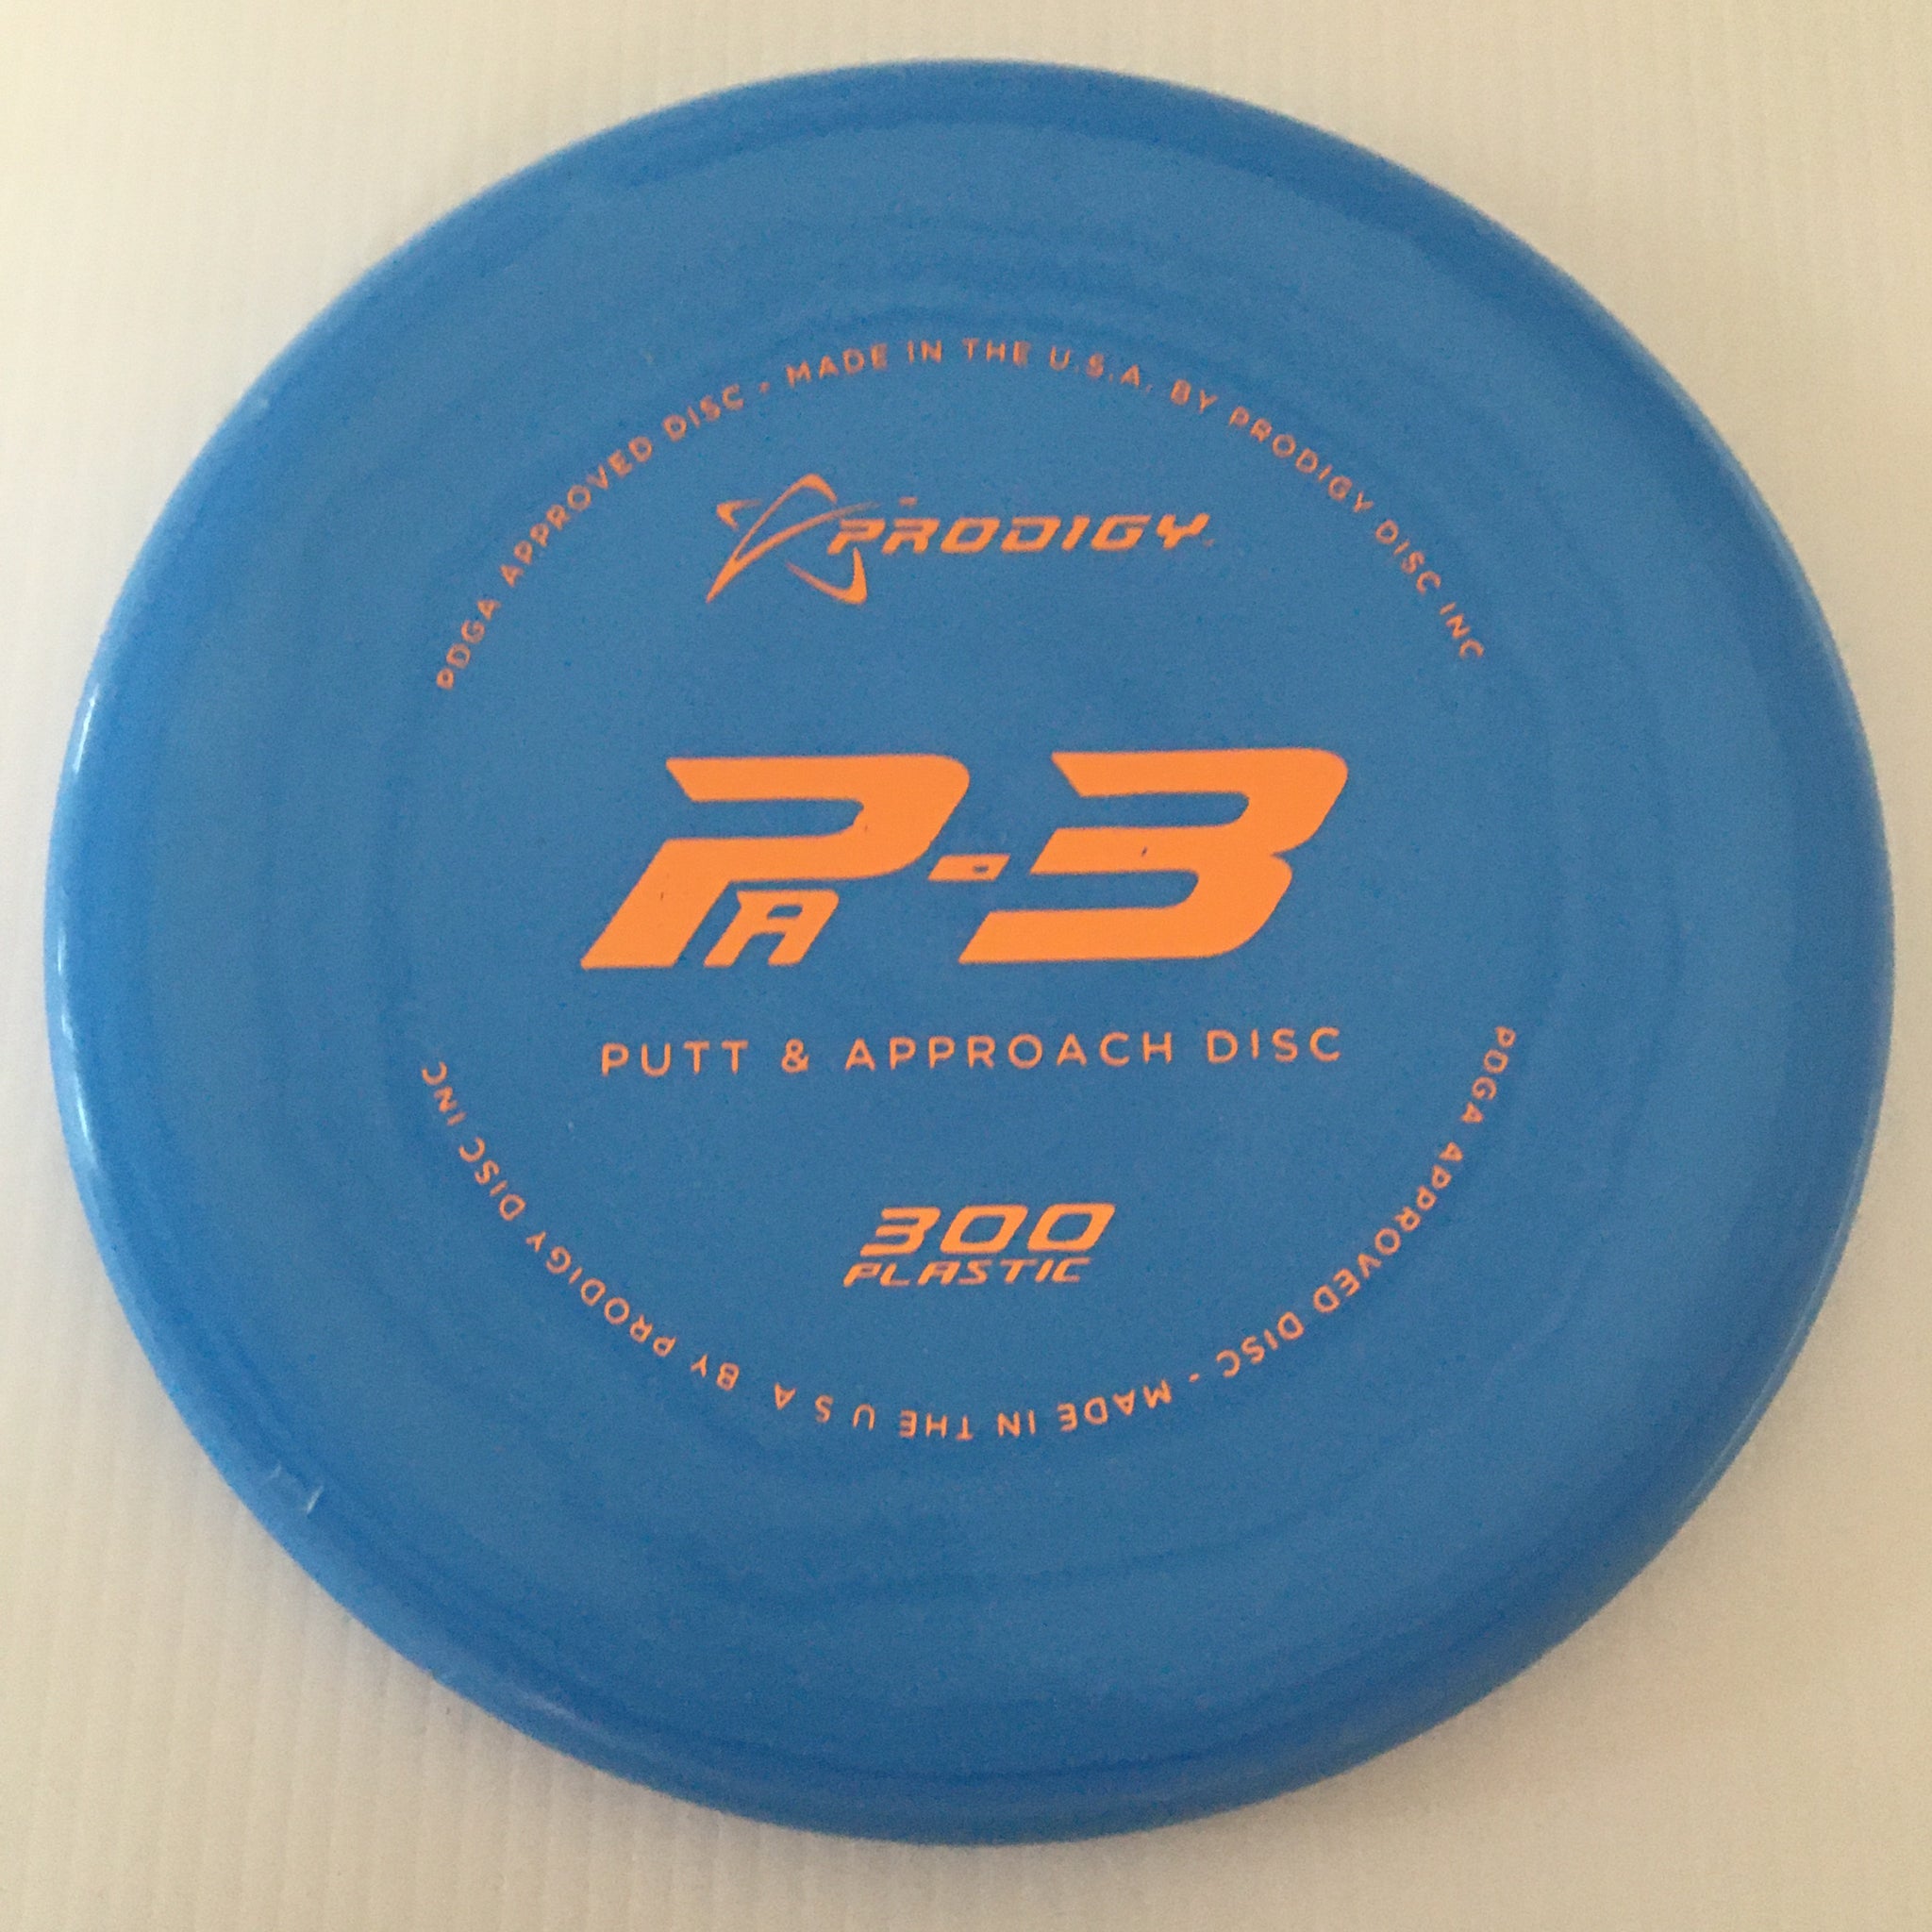 PDGA APPROVED DISC - MADE IN THE U.S.A. BY PRODIGY DISC INC
PRODIGY
PA-3
PUTT & APPROACH DISC
300
PLASTIC
PDGA APPROVED DISC - MADE IN THE U S A BY PRODIGY DISC INC